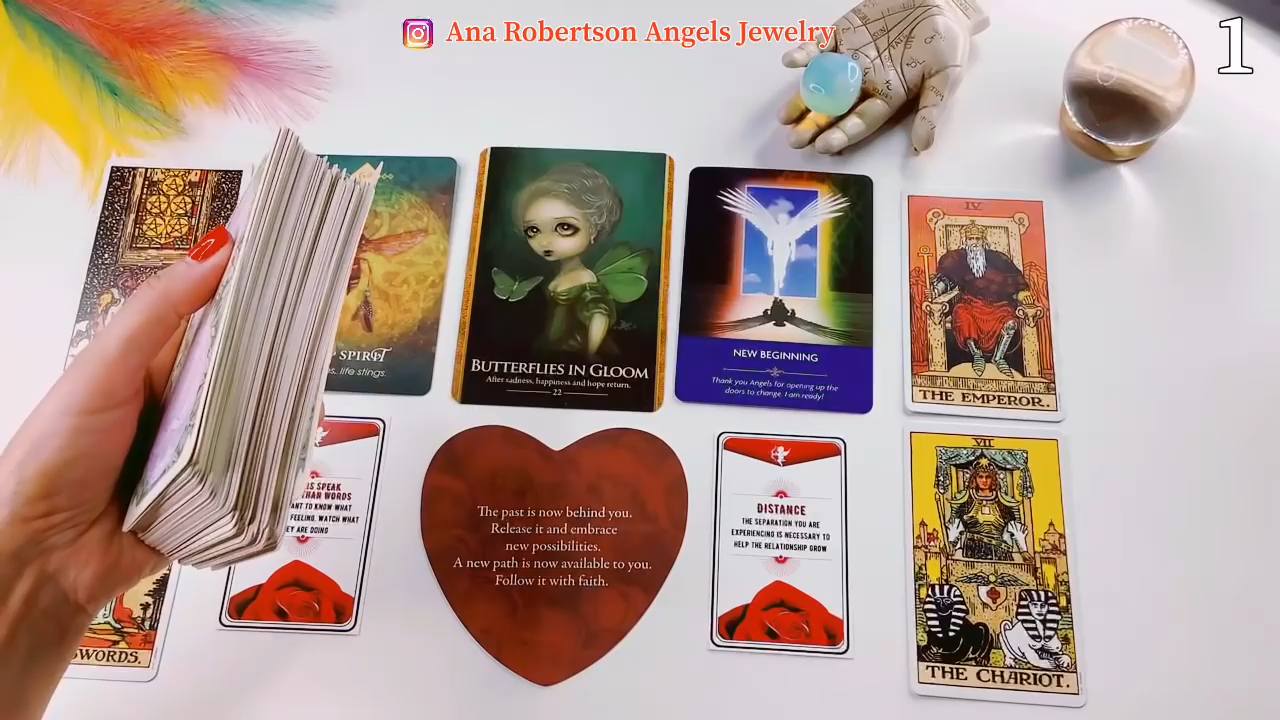 Ana Robertson Angels Jewelry
1
SPIRIT
life stings.
BUTTERFLIES IN GLOOM
After sadness, happiness and hope return.
22
NEW BEGINNING
Thank you Angels for opening up the
doors to change. I am ready!
IV
THE EMPEROR.
SPEAK
THAN WORDS
WANT TO KNOW WHAT
FEELING, WATCH WHAT
THEY ARE DOING
The past is now behind you.
Release it and embrace
new possibilities.
A new path is now available to you.
Follow it with faith.
DISTANCE
THE SEPARATION YOU ARE
EXPERIENCING IS NECESSARY TO
HELP THE RELATIONSHIP GROW
VII
THE CHARIOT.
SWORDS.